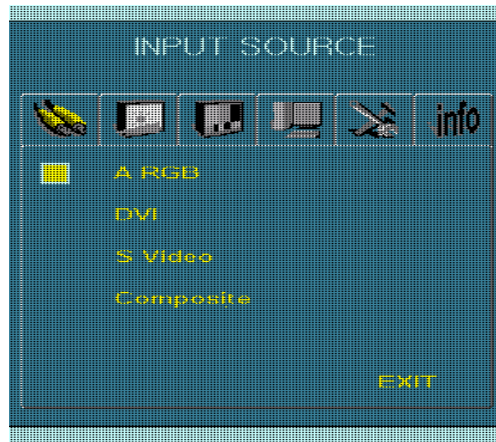 INPUT SOURCE
info
A RGB
DVI
S Video
Composite
EXIT